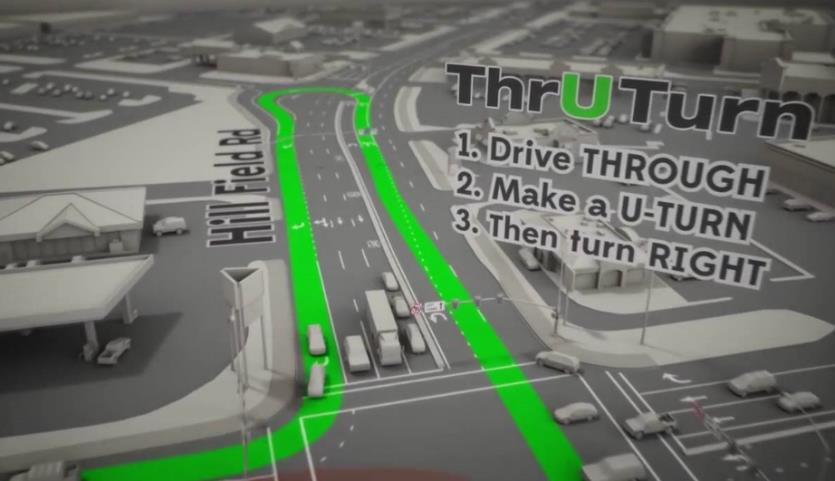 ThrUTurn
1. Drive THROUGH
2. Make a U-TURN
3. Then turn RIGHT
Hill Field Rd